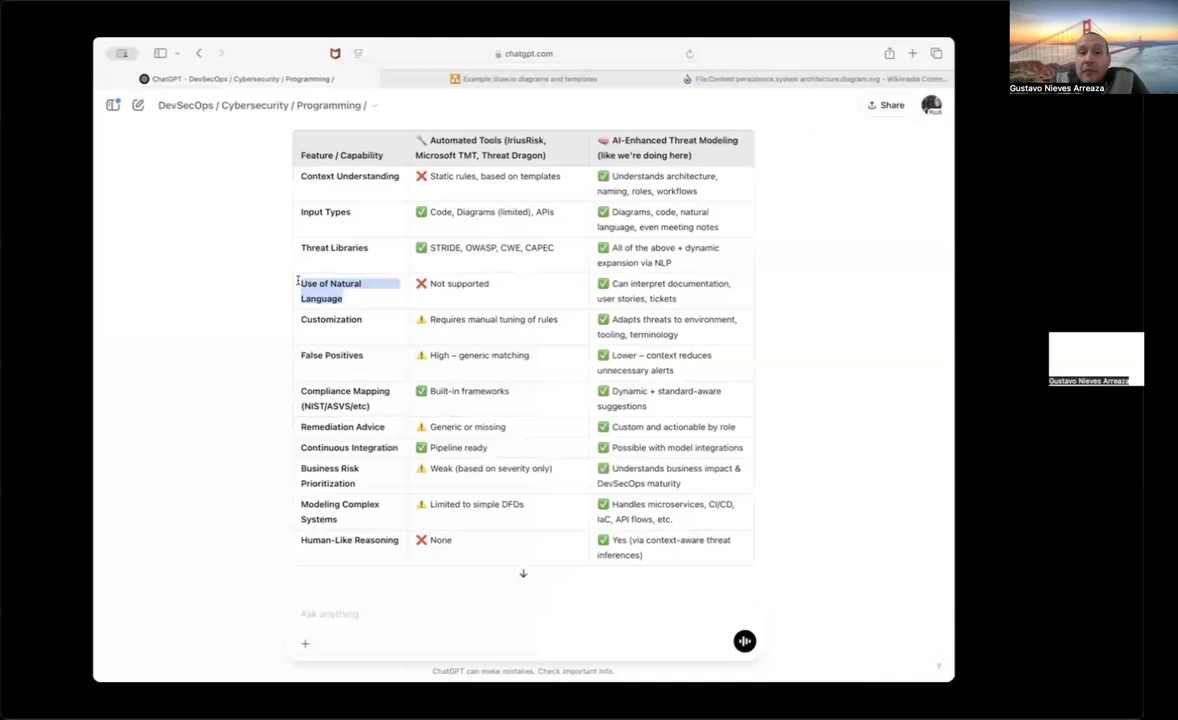 chatgpt.com
ChatGPT - DevSecOps / Cybersecurity / Programming /
Example draw.io diagrams and templates
File:Content persistence system architecture diagram.svg - Wikimedia Comm...
DevSecOps / Cybersecurity / Programming /
Share
PLUS
Gustavo Nieves Arreaza
Feature / Capability
🔧 Automated Tools (IriusRisk,
Microsoft TMT, Threat Dragon)
🧠 AI-Enhanced Threat Modeling
(like we're doing here)
Context Understanding
❌ Static rules, based on templates
✅ Understands architecture,
naming, roles, workflows
Input Types
✅ Code, Diagrams (limited), APIs
✅ Diagrams, code, natural
language, even meeting notes
Threat Libraries
✅ STRIDE, OWASP, CWE, CAPEC
✅ All of the above + dynamic
expansion via NLP
Use of Natural
Language
❌ Not supported
✅ Can interpret documentation,
user stories, tickets
Customization
⚠️ Requires manual tuning of rules
✅ Adapts threats to environment,
tooling, terminology
False Positives
⚠️ High – generic matching
✅ Lower – context reduces
unnecessary alerts
Compliance Mapping
(NIST/ASVS/etc)
✅ Built-in frameworks
✅ Dynamic + standard-aware
suggestions
Remediation Advice
⚠️ Generic or missing
✅ Custom and actionable by role
Continuous Integration
✅ Pipeline ready
✅ Possible with model integrations
Business Risk
Prioritization
⚠️ Weak (based on severity only)
✅ Understands business impact &
DevSecOps maturity
Modeling Complex
Systems
⚠️ Limited to simple DFDs
✅ Handles microservices, CI/CD,
IaC, API flows, etc.
Human-Like Reasoning
❌ None
✅ Yes (via context-aware threat
inferences)
Ask anything
ChatGPT can make mistakes. Check important info.
Gustavo Nieves Arreaza